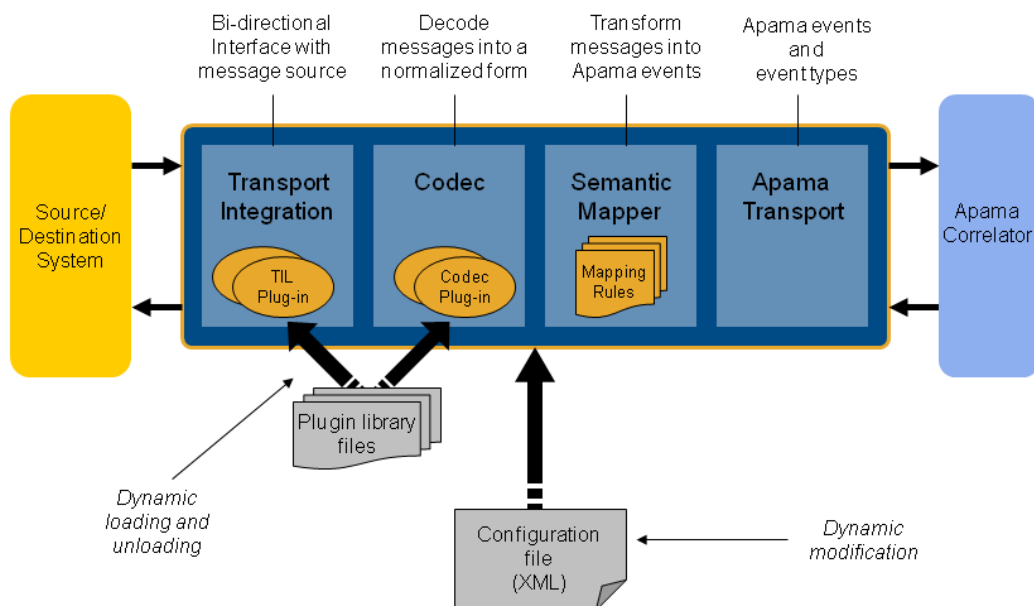 Bi-directional
Interface with
message source
Decode
messages into a
normalized form
Transform
messages into
Apama events
Apama events
and
event types
Source/
Destination
System
Transport
Integration
TIL
Plug-in
Codec
Codec
Plug-in
Semantic
Mapper
Mapping
Rules
Apama
Transport
Apama
Correlator
Plugin library
files
Dynamic
loading and
unloading
Configuration
file
(XML)
Dynamic
modification